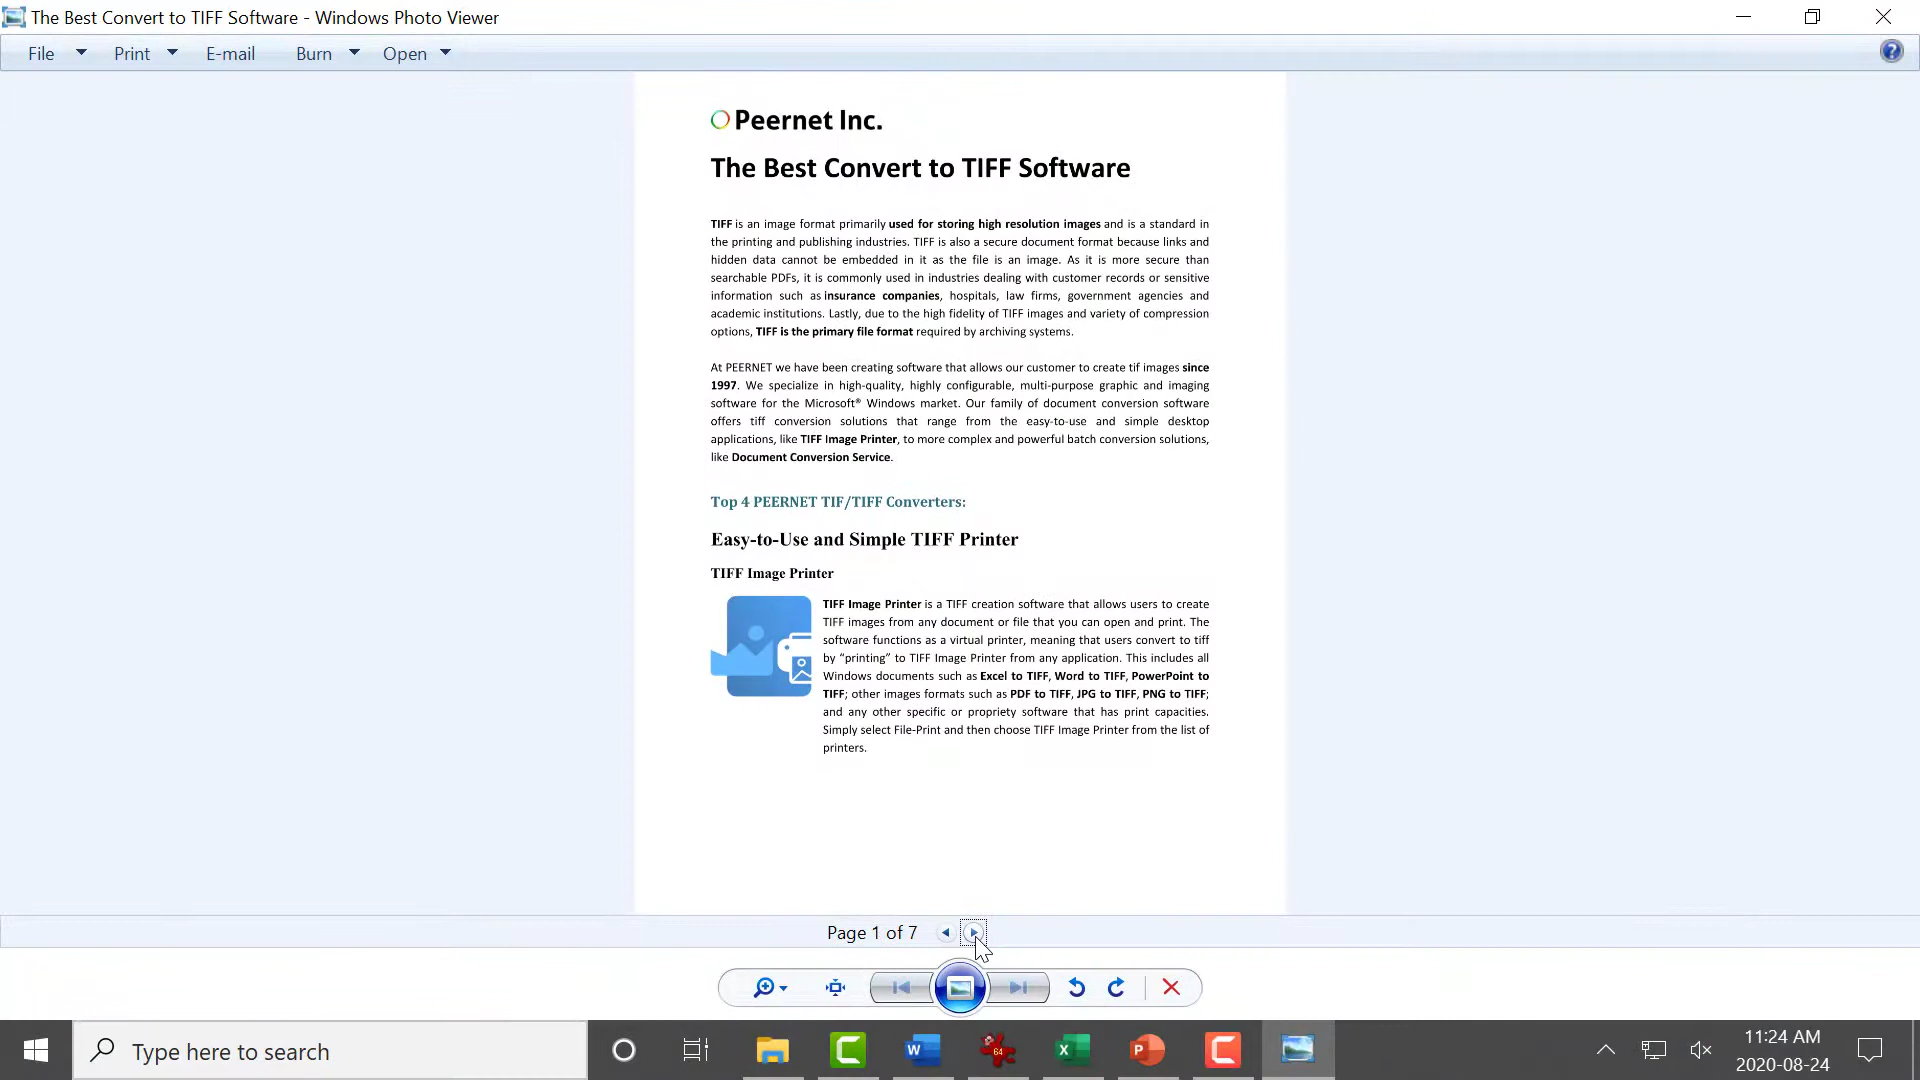 The Best Convert to TIFF Software - Windows Photo Viewer
File Print E-mail Burn Open
Peernet Inc.
The Best Convert to TIFF Software
TIFF is an image format primarily used for storing high resolution images and is a standard in
the printing and publishing industries. TIFF is also a secure document format because links and
hidden data cannot be embedded in it as the file is an image. As it is more secure than
searchable PDFs, it is commonly used in industries dealing with customer records or sensitive
information such as insurance companies, hospitals, law firms, government agencies and
academic institutions. Lastly, due to the high fidelity of TIFF images and variety of compression
options, TIFF is the primary file format required by archiving systems.
At PEERNET we have been creating software that allows our customer to create tif images since
1997. We specialize in high-quality, highly configurable, multi-purpose graphic and imaging
software for the Microsoft® Windows market. Our family of document conversion software
offers tiff conversion solutions that range from the easy-to-use and simple desktop
applications, like TIFF Image Printer, to more complex and powerful batch conversion solutions,
like Document Conversion Service.
Top 4 PEERNET TIF/TIFF Converters:
Easy-to-Use and Simple TIFF Printer
TIFF Image Printer
TIFF Image Printer is a TIFF creation software that allows users to create
TIFF images from any document or file that you can open and print. The
software functions as a virtual printer, meaning that users convert to tiff
by “printing” to TIFF Image Printer from any application. This includes all
Windows documents such as Excel to TIFF, Word to TIFF, PowerPoint to
TIFF; other images formats such as PDF to TIFF, JPG to TIFF, PNG to TIFF;
and any other specific or propriety software that has print capacities.
Simply select File-Print and then choose TIFF Image Printer from the list of
printers.
Page 1 of 7
Type here to search
W
64
X
P
11:24 AM
2020-08-24